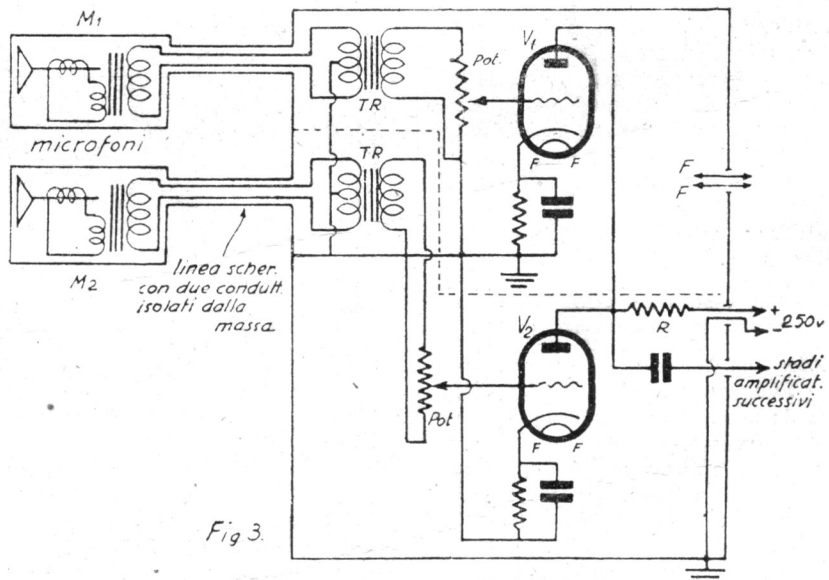 M1
microfoni
M2
TR
TR
Pot.
V1
F F
F
F
linea scher.
con due condutt.
isolati dalla
massa
V2
Pot
F F
R
+
- 250v
stadi
amplificat.
successivi
Fig 3.